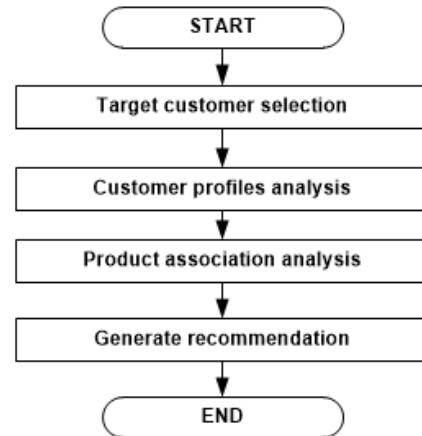 START
Target customer selection
Customer profiles analysis
Product association analysis
Generate recommendation
END